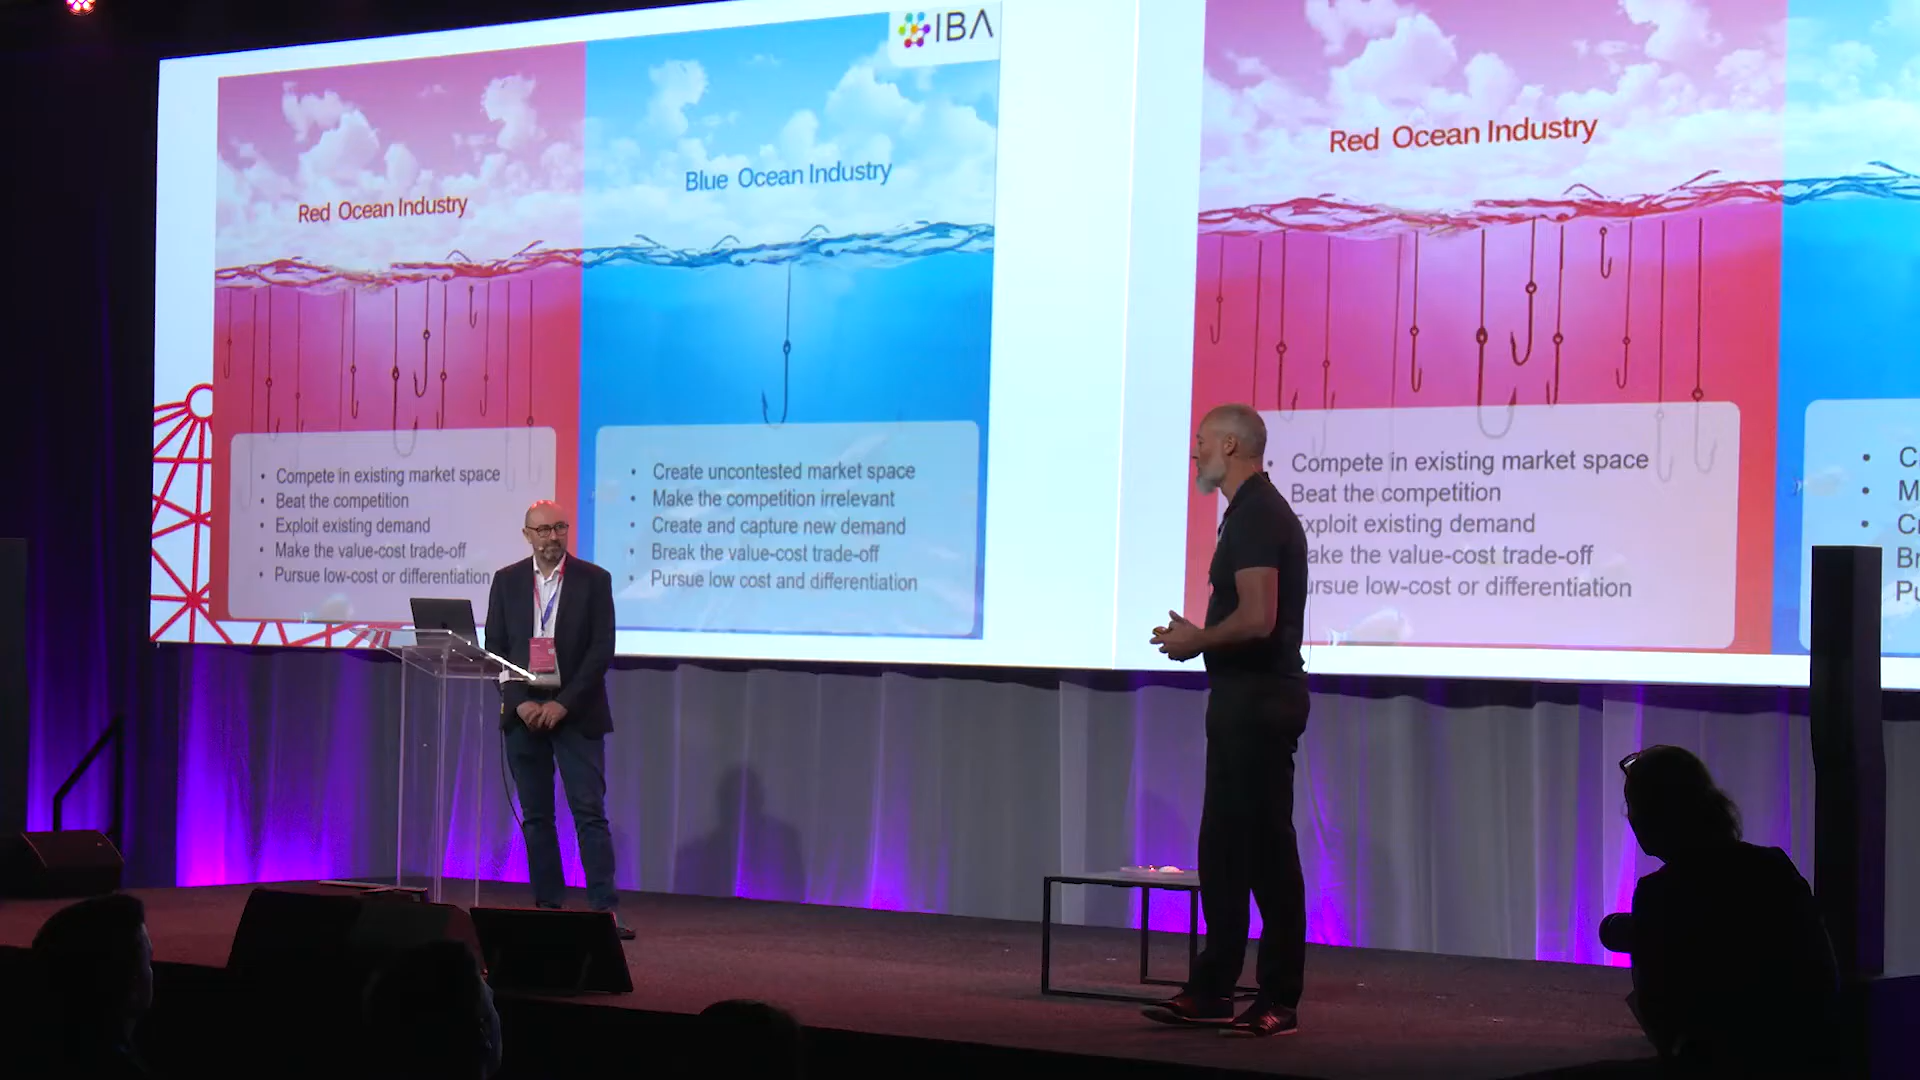 IBA
Red Ocean Industry
Blue Ocean Industry
• Compete in existing market space
• Beat the competition
• Exploit existing demand
• Make the value-cost trade-off
• Pursue low-cost or differentiation
• Create uncontested market space
• Make the competition irrelevant
• Create and capture new demand
• Break the value-cost trade-off
• Pursue low cost and differentiation
Red Ocean Industry
• Compete in existing market space
Beat the competition
Exploit existing demand
the value-cost trade-off
low-cost or differentiation